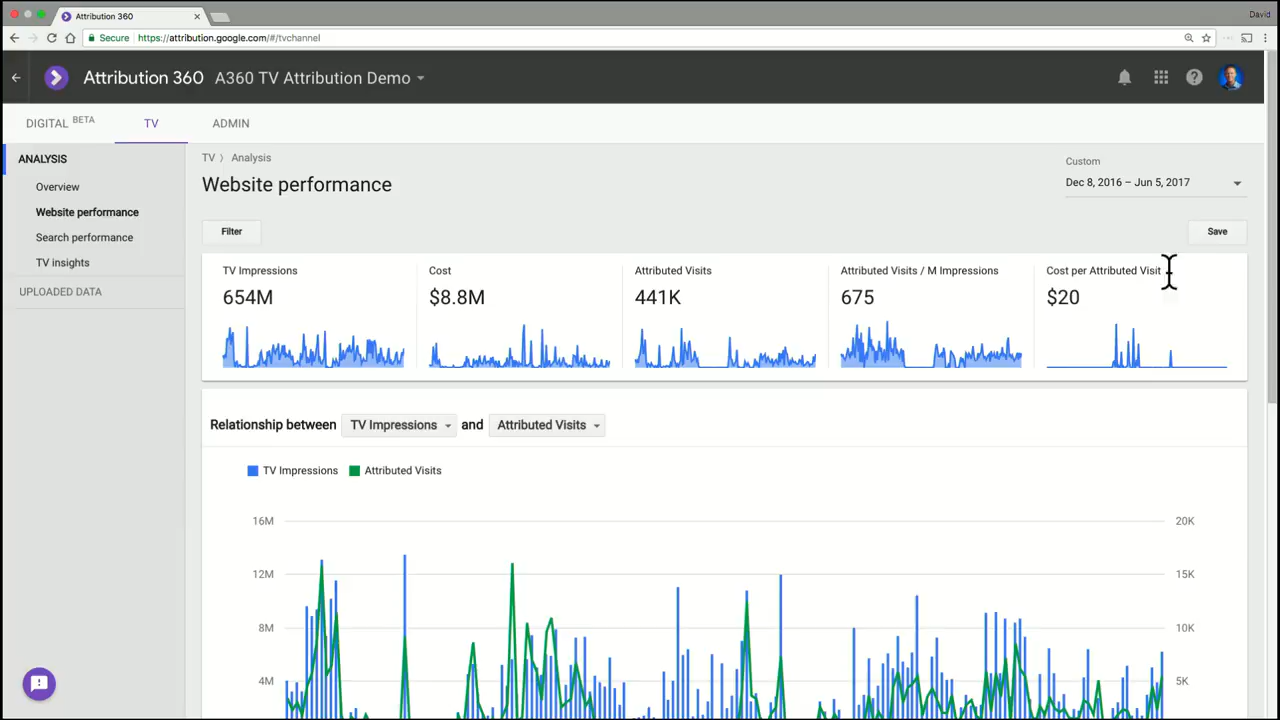 Attribution 360
David
Secure https://attribution.google.com/#/tvchannel
Attribution 360 A360 TV Attribution Demo
DIGITAL BETA TV ADMIN
ANALYSIS
Overview
Website performance
Search performance
TV insights
UPLOADED DATA
TV Analysis
Website performance
Custom
Dec 8, 2016 – Jun 5, 2017
Filter
Save
TV Impressions
654M
Cost
$8.8M
Attributed Visits
441K
Attributed Visits / M Impressions
675
Cost per Attributed Visit
$20
Relationship between TV Impressions and Attributed Visits
TV Impressions Attributed Visits
16M 20K
12M 15K
8M 10K
4M 5K